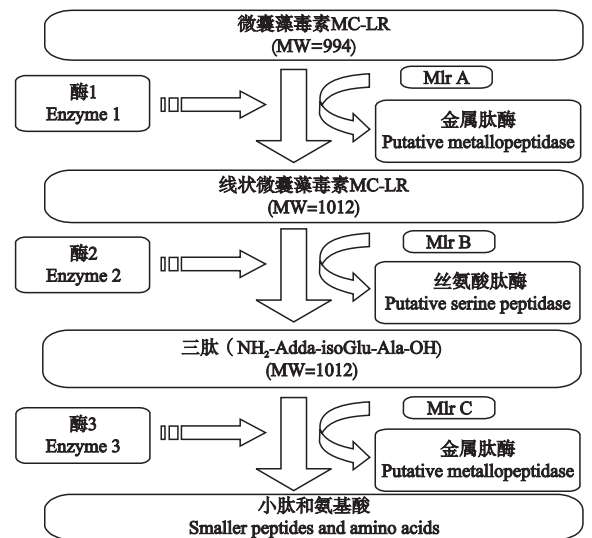 微囊藻毒素MC-LR
(MW=994)
酶1
Enzyme 1
Mlr A
金属肽酶
Putative metallopeptidase
线状微囊藻毒素MC-LR
(MW=1012)
酶2
Enzyme 2
Mlr B
丝氨酸肽酶
Putative serine peptidase
三肽（NH₂-Adda-isoGlu-Ala-OH)
(MW=1012)
酶3
Enzyme 3
Mlr C
金属肽酶
Putative metallopeptidase
小肽和氨基酸
Smaller peptides and amino acids